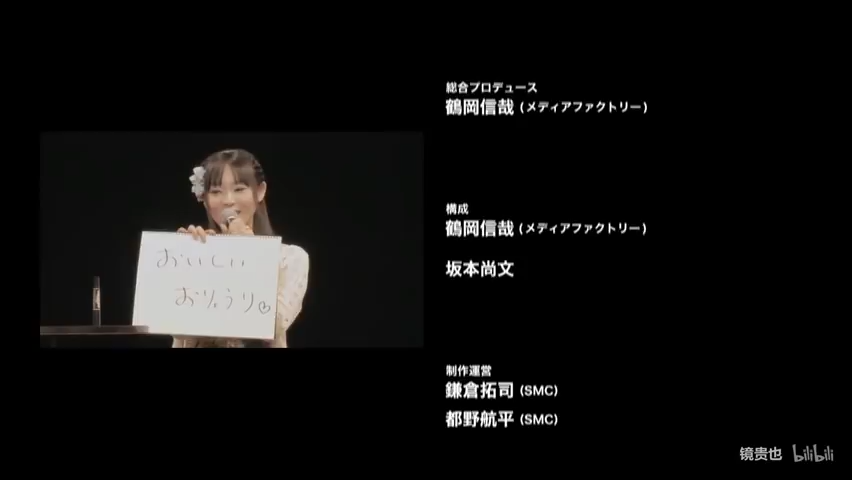 おいしい
おりょうり♡
総合プロデュース
鶴岡信哉（メディアファクトリー）
構成
鶴岡信哉（メディアファクトリー）
坂本尚文
制作運営
鎌倉拓司（SMC）
都野航平（SMC）
镜贵也 bilibili